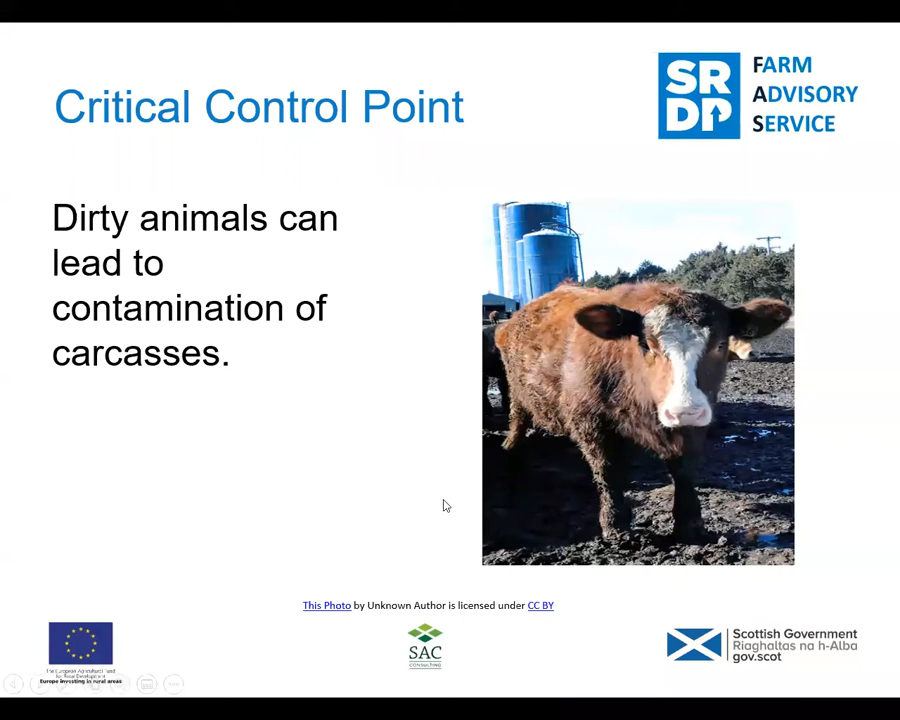 Critical Control Point
SRDP
FARM
ADVISORY
SERVICE
Dirty animals can
lead to
contamination of
carcasses.
This Photo by Unknown Author is licensed under CC BY
The European Agricultural Fund
for Rural Development
Europe investing in rural areas
SAC
CONSULTING
Scottish Government
Riaghaltas na h-Alba
gov.scot